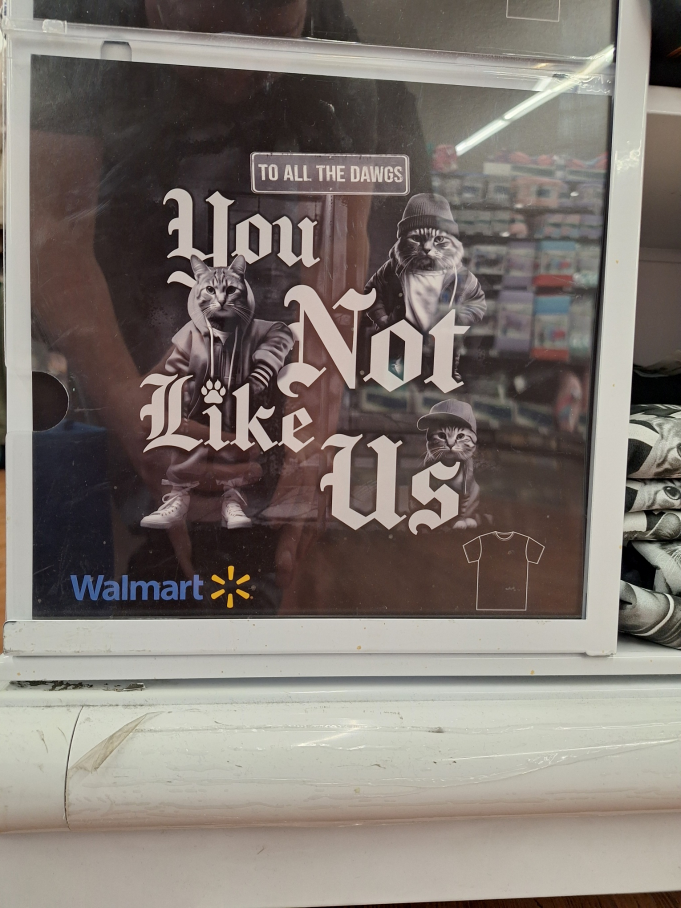 TO ALL THE DAWGS
You
Not
Like
Us
Walmart